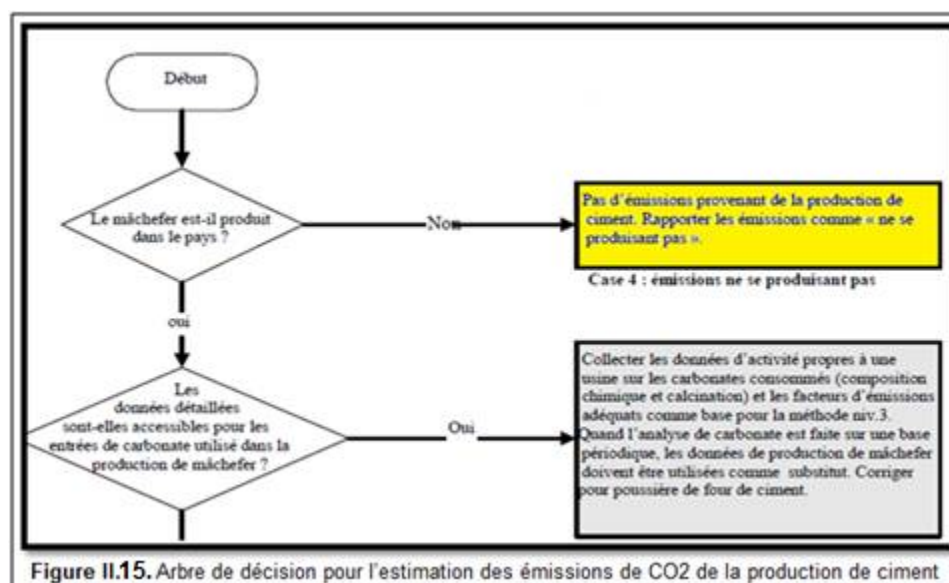 Début
Le mâchefer est-il produit
dans le pays ?
Non
Pas d'émissions provenant de la production de
ciment. Rapporter les émissions comme « ne se
produisant pas ».
Case 4 : émissions ne se produisant pas
oui
Les
données détaillées
sont-elles accessibles pour les
entrées de carbonate utilisé dans la
production de mâchefer ?
Oui
Collecter les données d'activité propres à une
usine sur les carbonates consommés (composition
chimique et calcination) et les facteurs d'émissions
adéquats comme base pour la méthode niv.3.
Quand l'analyse de carbonate est faite sur une base
périodique, les données de production de mâchefer
doivent être utilisées comme substitut. Corriger
pour poussière de four de ciment.
Figure II.15. Arbre de décision pour l'estimation des émissions de CO2 de la production de ciment